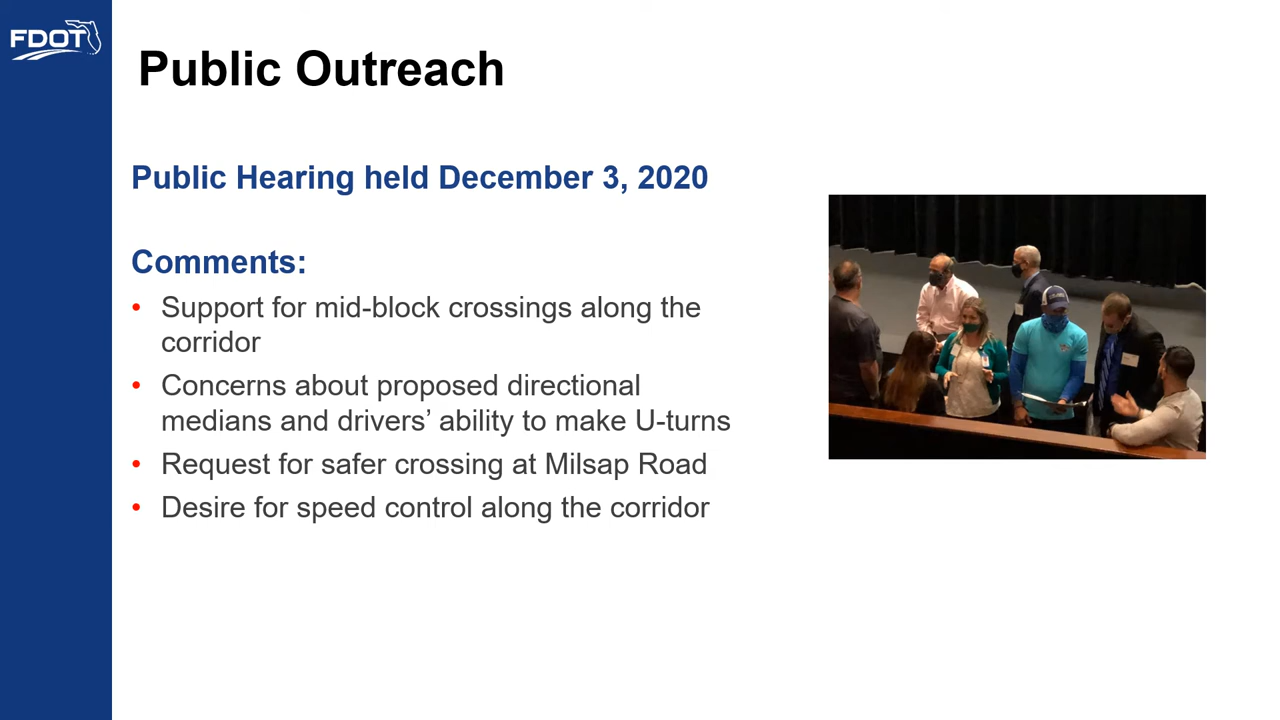 FDOT
Public Outreach
Public Hearing held December 3, 2020
Comments:
• Support for mid-block crossings along the
corridor
• Concerns about proposed directional
medians and drivers’ ability to make U-turns
• Request for safer crossing at Milsap Road
• Desire for speed control along the corridor